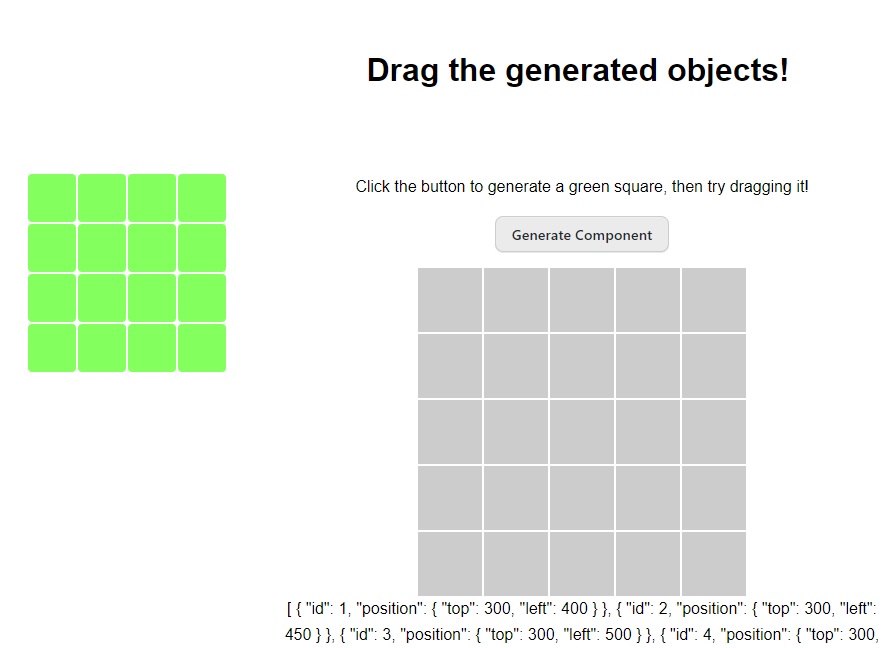 Drag the generated objects!
Click the button to generate a green square, then try dragging it!
Generate Component
[ { "id": 1, "position": { "top": 300, "left": 400 } }, { "id": 2, "position": { "top": 300, "left":
450 } }, { "id": 3, "position": { "top": 300, "left": 500 } }, { "id": 4, "position": { "top": 300,